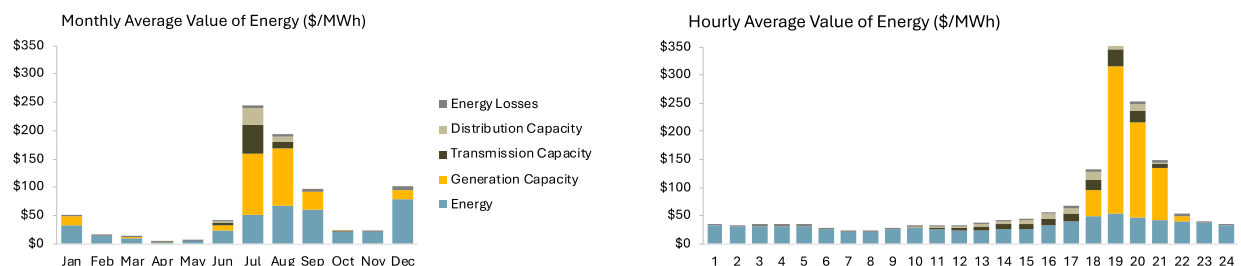 Monthly Average Value of Energy ($/MWh)
$350
$300
$250
$200
$150
$100
$50
$0
Jan Feb Mar Apr May Jun Jul Aug Sep Oct Nov Dec
Energy Losses
Distribution Capacity
Transmission Capacity
Generation Capacity
Energy
Hourly Average Value of Energy ($/MWh)
$350
$300
$250
$200
$150
$100
$50
$0
1 2 3 4 5 6 7 8 9 10 11 12 13 14 15 16 17 18 19 20 21 22 23 24